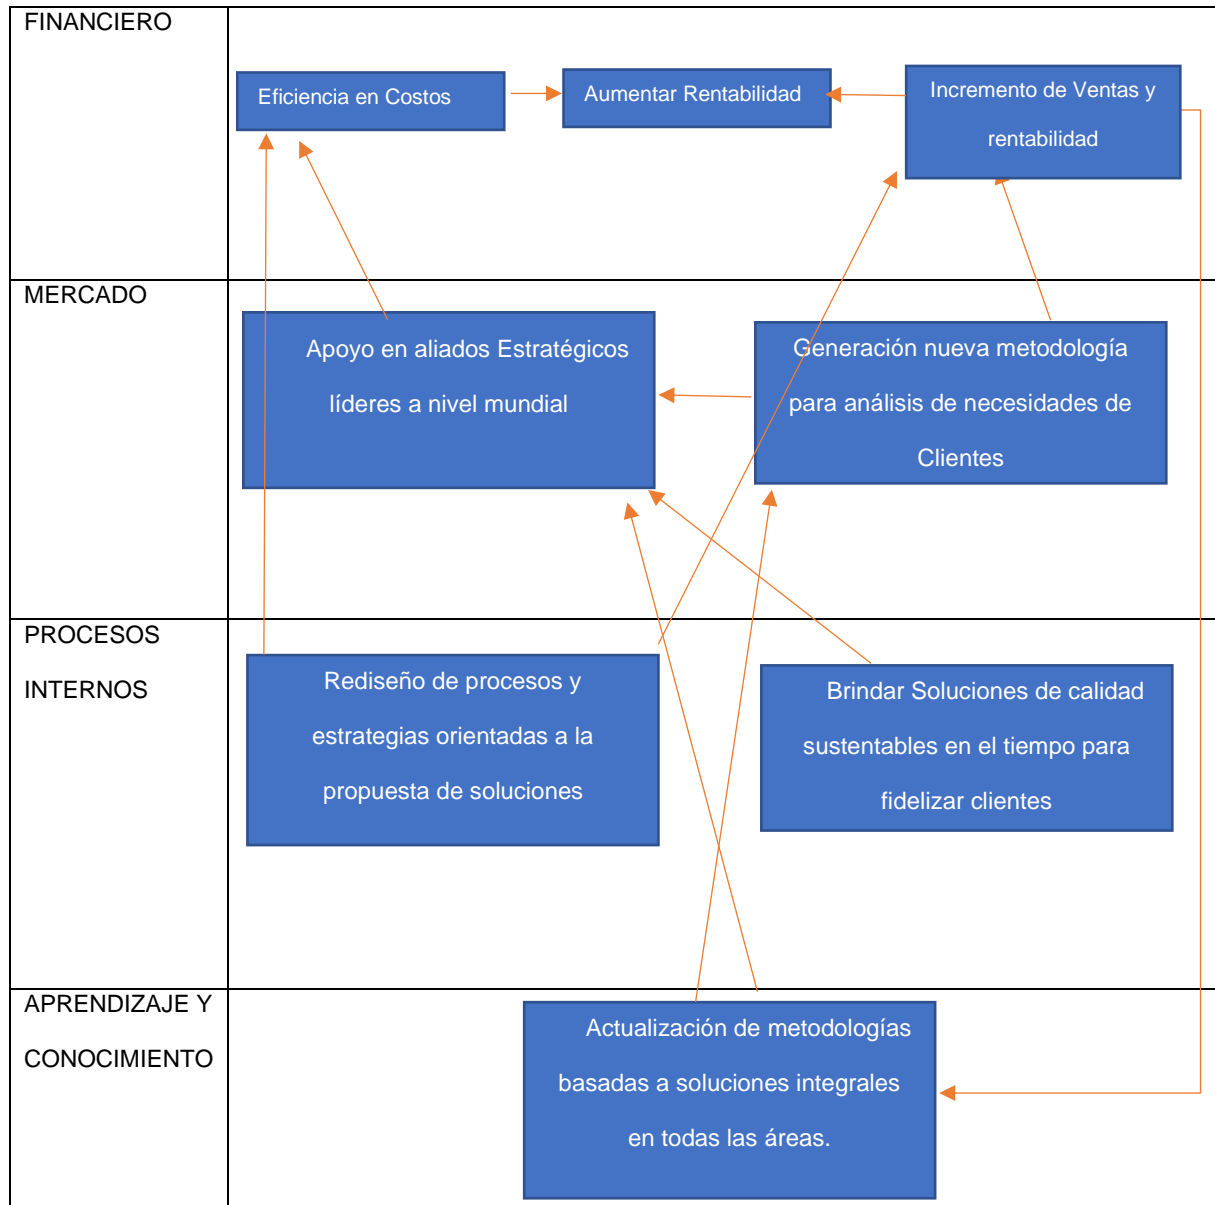 FINANCIERO
Eficiencia en Costos
Aumentar Rentabilidad
Incremento de Ventas y
rentabilidad
MERCADO
Apoyo en aliados Estratégicos
líderes a nivel mundial
Generación nueva metodología
para análisis de necesidades de
Clientes
PROCESOS
INTERNOS
Rediseño de procesos y
estrategias orientadas a la
propuesta de soluciones
Brindar Soluciones de calidad
sustentables en el tiempo para
fidelizar clientes
APRENDIZAJE Y
CONOCIMIENTO
Actualización de metodologías
basadas a soluciones integrales
en todas las áreas.